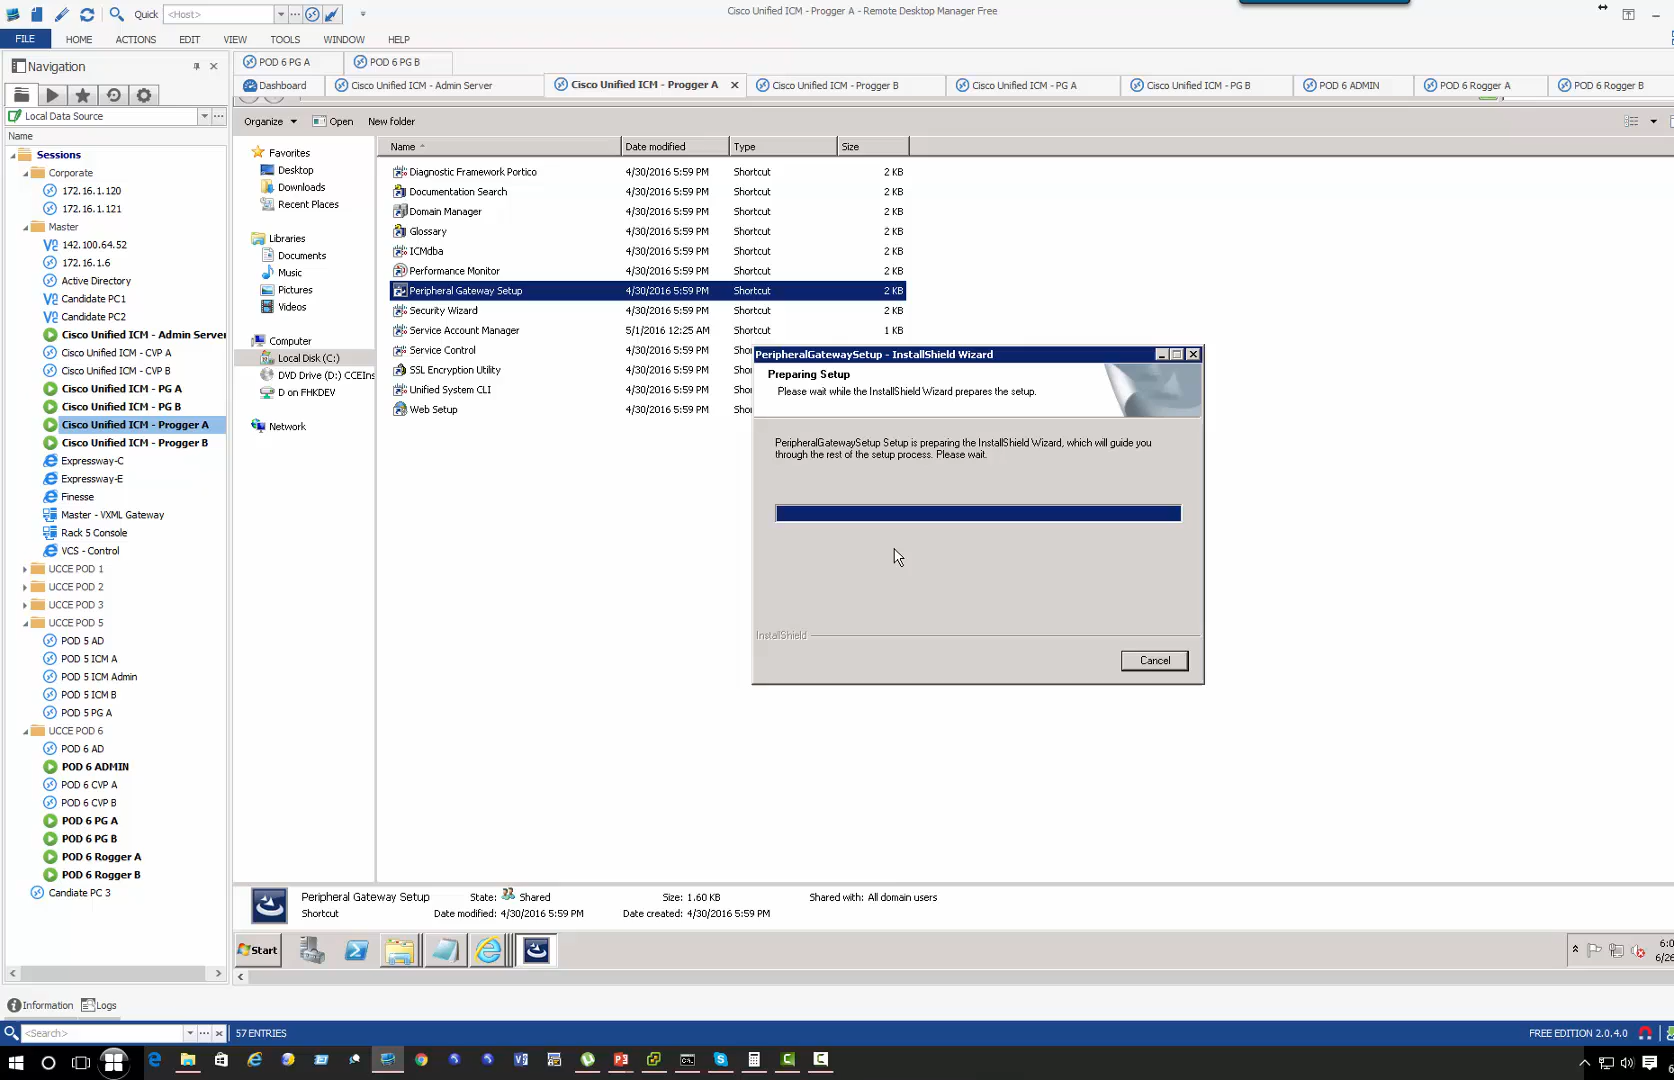 Quick <Host> Cisco Unified ICM - Progger A - Remote Desktop Manager Free
FILE HOME ACTIONS EDIT VIEW TOOLS WINDOW HELP
Navigation
POD 6 PG A POD 6 PG B
Dashboard Cisco Unified ICM - Admin Server Cisco Unified ICM - Progger A Cisco Unified ICM - Progger B Cisco Unified ICM - PG A Cisco Unified ICM - PG B POD 6 ADMIN POD 6 Rogger A POD 6 Rogger B
Local Data Source
Name
Sessions
Corporate
172.16.1.120
172.16.1.121
Master
142.100.64.52
172.16.1.6
Active Directory
Candidate PC1
Candidate PC2
Cisco Unified ICM - Admin Server
Cisco Unified ICM - CVP A
Cisco Unified ICM - CVP B
Cisco Unified ICM - PG A
Cisco Unified ICM - PG B
Cisco Unified ICM - Progger A
Cisco Unified ICM - Progger B
Expressway-C
Expressway-E
Finesse
Master - VXML Gateway
Rack 5 Console
VCS - Control
UCCE POD 1
UCCE POD 2
UCCE POD 3
UCCE POD 5
POD 5 AD
POD 5 ICM A
POD 5 ICM Admin
POD 5 ICM B
POD 5 PG A
UCCE POD 6
POD 6 AD
POD 6 ADMIN
POD 6 CVP A
POD 6 CVP B
POD 6 PG A
POD 6 PG B
POD 6 Rogger A
POD 6 Rogger B
Candiate PC 3
Organize Open New folder
Favorites
Desktop
Downloads
Recent Places
Libraries
Documents
Music
Pictures
Videos
Computer
Local Disk (C:)
DVD Drive (D:) CCEIns
D on FHKDEV
Network
Name Date modified Type Size
Diagnostic Framework Portico 4/30/2016 5:59 PM Shortcut 2 KB
Documentation Search 4/30/2016 5:59 PM Shortcut 2 KB
Domain Manager 4/30/2016 5:59 PM Shortcut 2 KB
Glossary 4/30/2016 5:59 PM Shortcut 2 KB
ICMdba 4/30/2016 5:59 PM Shortcut 2 KB
Performance Monitor 4/30/2016 5:59 PM Shortcut 2 KB
Peripheral Gateway Setup 4/30/2016 5:59 PM Shortcut 2 KB
Security Wizard 4/30/2016 5:59 PM Shortcut 2 KB
Service Account Manager 5/1/2016 12:25 AM Shortcut 1 KB
Service Control 4/30/2016 5:59 PM Sho
SSL Encryption Utility 4/30/2016 5:59 PM Sho
Unified System CLI 4/30/2016 5:59 PM Sho
Web Setup 4/30/2016 5:59 PM Sho
PeripheralGatewaySetup - InstallShield Wizard
Preparing Setup
Please wait while the InstallShield Wizard prepares the setup.
PeripheralGatewaySetup Setup is preparing the InstallShield Wizard, which will guide you
through the rest of the setup process. Please wait.
InstallShield
Cancel
Peripheral Gateway Setup State: Shared Size: 1.60 KB Shared with: All domain users
Shortcut Date modified: 4/30/2016 5:59 PM Date created: 4/30/2016 5:59 PM
Start
6:0
6/26
Information Logs
<Search> 57 ENTRIES FREE EDITION 2.0.4.0